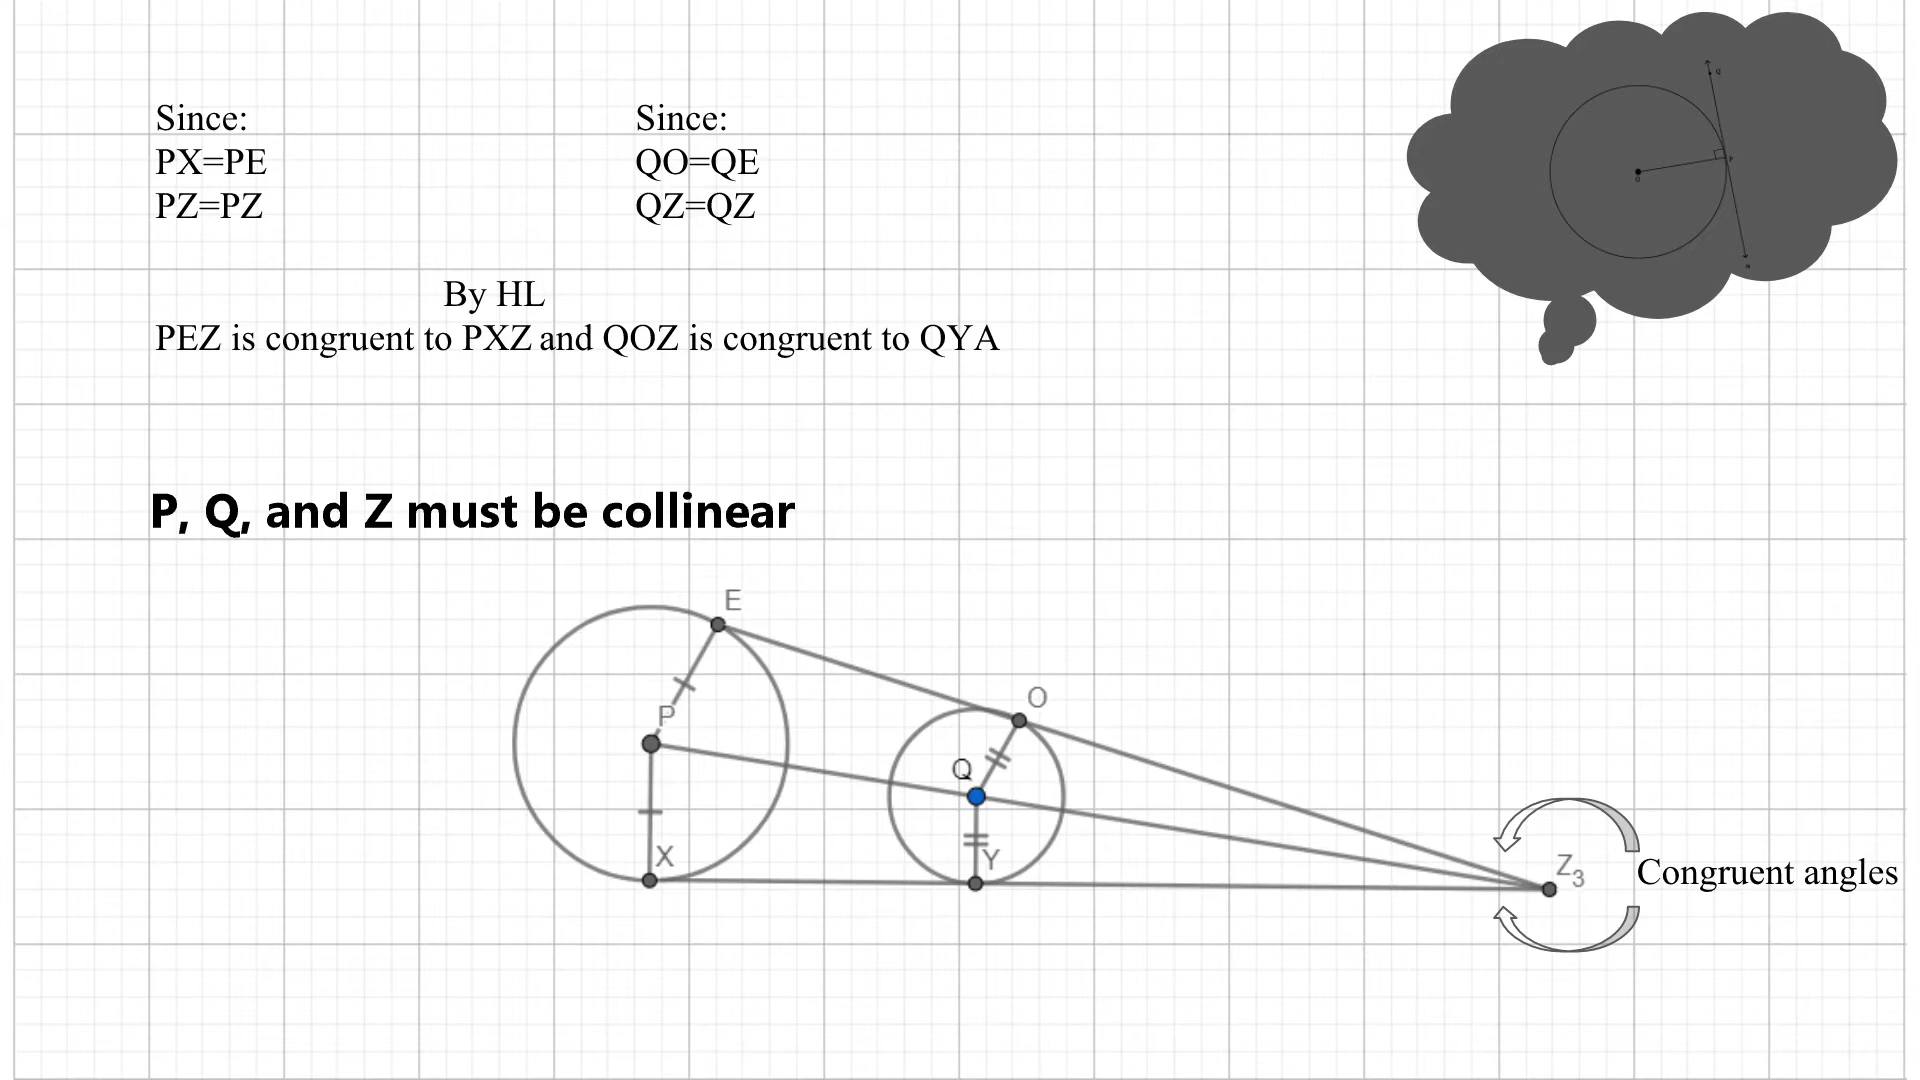 Since:
PX=PE
PZ=PZ
Since:
QO=QE
QZ=QZ
By HL
PEZ is congruent to PXZ and QOZ is congruent to QYA
P, Q, and Z must be collinear
E
O
P
Q
X
Y
Z3
Congruent angles